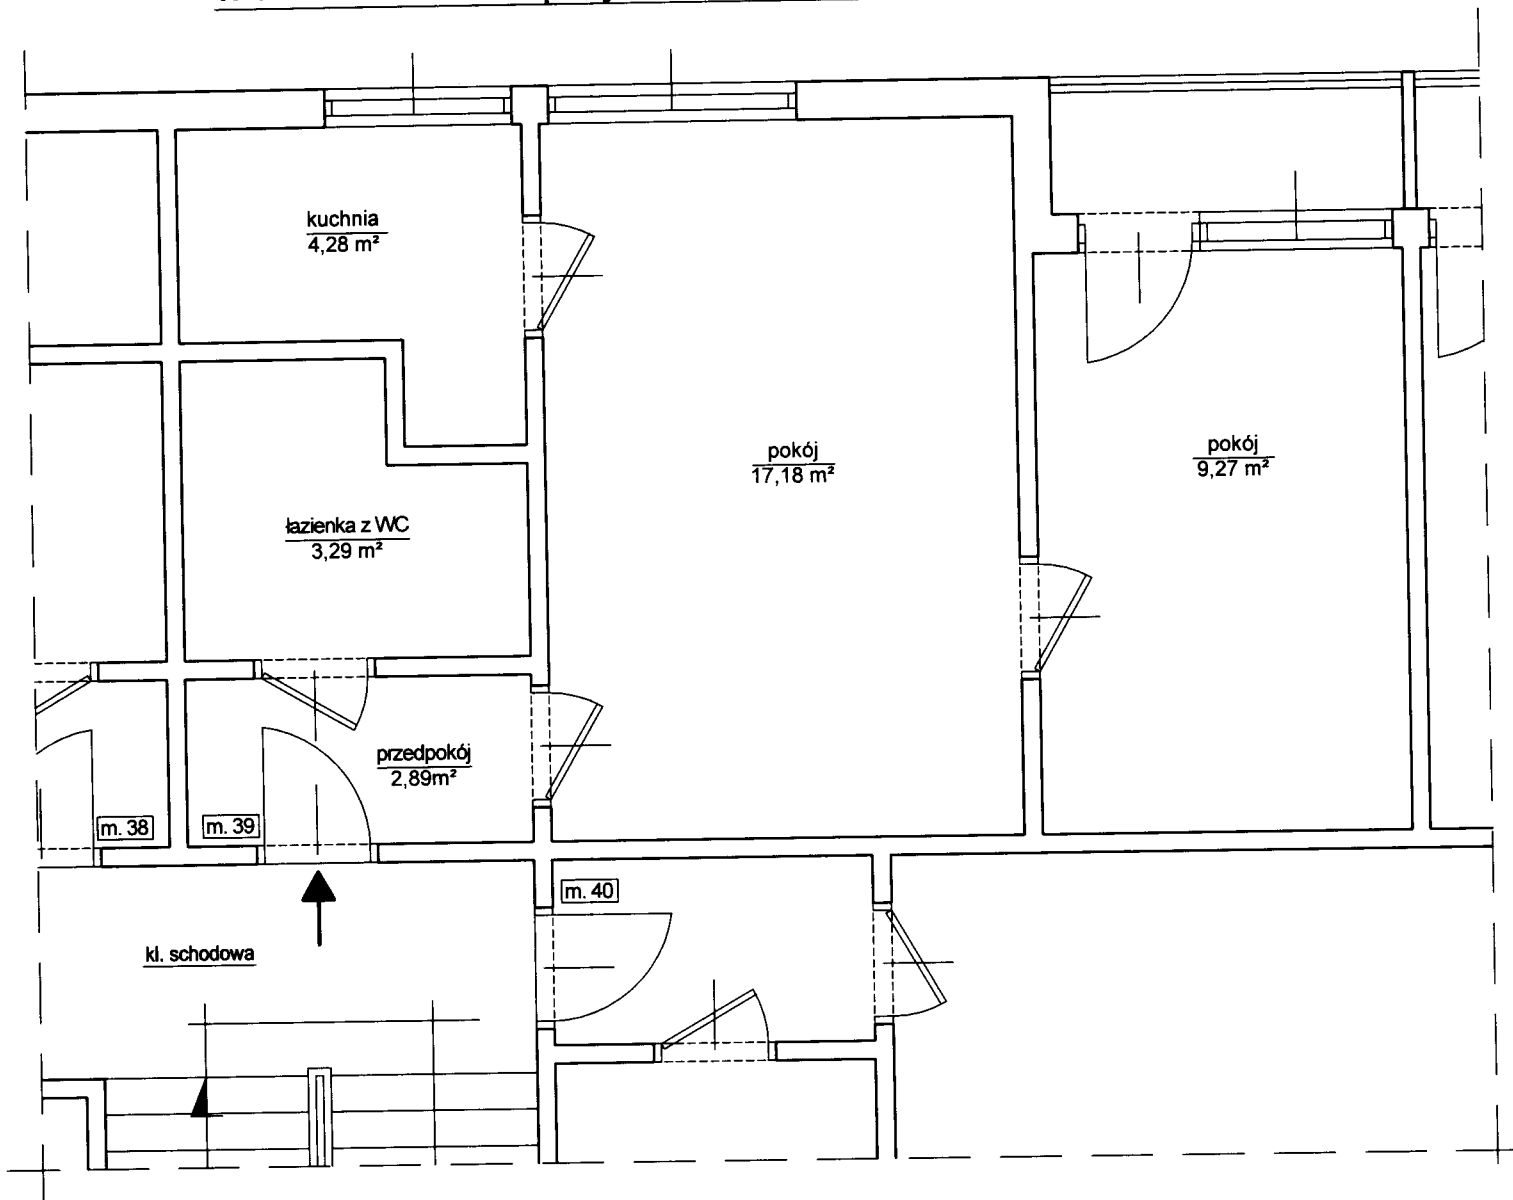 kuchnia
4,28 m²
pokój
17,18 m²
pokój
9,27 m²
łazienka z WC
3,29 m²
przedpokój
2,89m²
m. 38
m. 39
m. 40
kl. schodowa